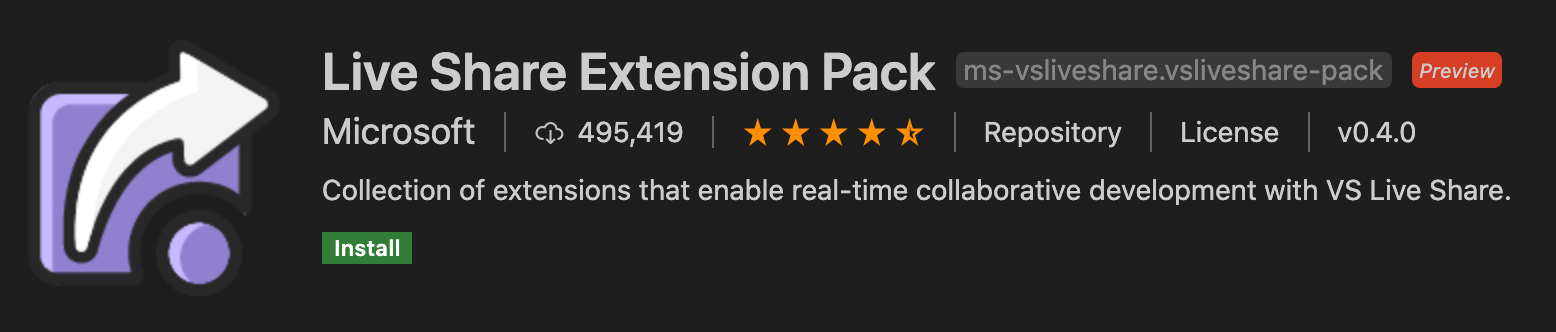 Live Share Extension Pack ms-vsliveshare.vsliveshare-pack Preview
Microsoft 495,419 Repository License v0.4.0
Collection of extensions that enable real-time collaborative development with VS Live Share.
Install